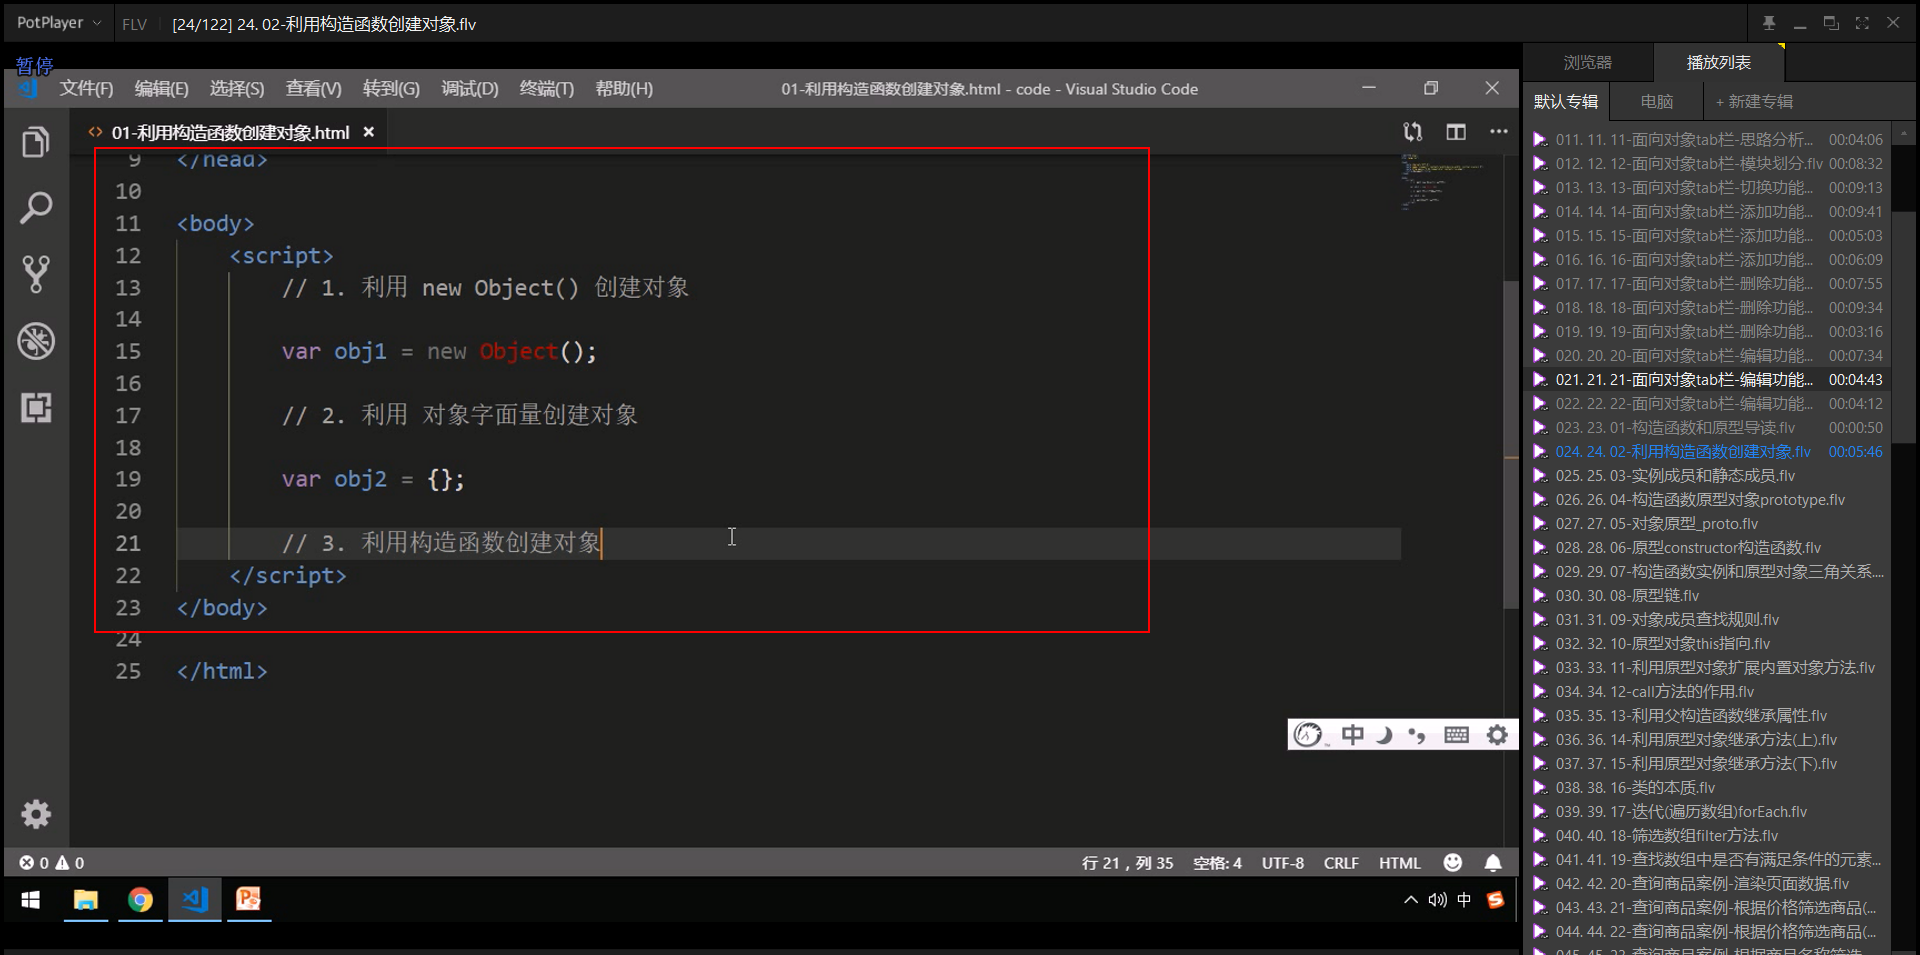 PotPlayer
FLV
[24/122] 24. 02-利用构造函数创建对象.flv
暂停
文件(F) 编辑(E) 选择(S) 查看(V) 转到(G) 调试(D) 终端(T) 帮助(H)
01-利用构造函数创建对象.html - code - Visual Studio Code
<> 01-利用构造函数创建对象.html ×
9 </head>
10
11 <body>
12 <script>
13 // 1. 利用 new Object() 创建对象
14
15 var obj1 = new Object();
16
17 // 2. 利用 对象字面量创建对象
18
19 var obj2 = {};
20
21 // 3. 利用构造函数创建对象
22 </script>
23 </body>
24
25 </html>
中
0 0
行 21，列 35 空格: 4 UTF-8 CRLF HTML
中
浏览器 播放列表
默认专辑 电脑 + 新建专辑
011. 11. 11-面向对象tab栏-思路分析... 00:04:06
012. 12. 12-面向对象tab栏-模块划分.flv 00:08:32
013. 13. 13-面向对象tab栏-切换功能... 00:09:13
014. 14. 14-面向对象tab栏-添加功能... 00:09:41
015. 15. 15-面向对象tab栏-添加功能... 00:05:03
016. 16. 16-面向对象tab栏-添加功能... 00:06:09
017. 17. 17-面向对象tab栏-删除功能... 00:07:55
018. 18. 18-面向对象tab栏-删除功能... 00:09:34
019. 19. 19-面向对象tab栏-删除功能... 00:03:16
020. 20. 20-面向对象tab栏-编辑功能... 00:07:34
021. 21. 21-面向对象tab栏-编辑功能... 00:04:43
022. 22. 22-面向对象tab栏-编辑功能... 00:04:12
023. 23. 01-构造函数和原型导读.flv 00:00:50
024. 24. 02-利用构造函数创建对象.flv 00:05:46
025. 25. 03-实例成员和静态成员.flv
026. 26. 04-构造函数原型对象prototype.flv
027. 27. 05-对象原型_proto.flv
028. 28. 06-原型constructor构造函数.flv
029. 29. 07-构造函数实例和原型对象三角关系....
030. 30. 08-原型链.flv
031. 31. 09-对象成员查找规则.flv
032. 32. 10-原型对象this指向.flv
033. 33. 11-利用原型对象扩展内置对象方法.flv
034. 34. 12-call方法的作用.flv
035. 35. 13-利用父构造函数继承属性.flv
036. 36. 14-利用原型对象继承方法(上).flv
037. 37. 15-利用原型对象继承方法(下).flv
038. 38. 16-类的本质.flv
039. 39. 17-迭代(遍历数组)forEach.flv
040. 40. 18-筛选数组filter方法.flv
041. 41. 19-查找数组中是否有满足条件的元素...
042. 42. 20-查询商品案例-渲染页面数据.flv
043. 43. 21-查询商品案例-根据价格筛选商品(...
044. 44. 22-查询商品案例-根据价格筛选商品(...